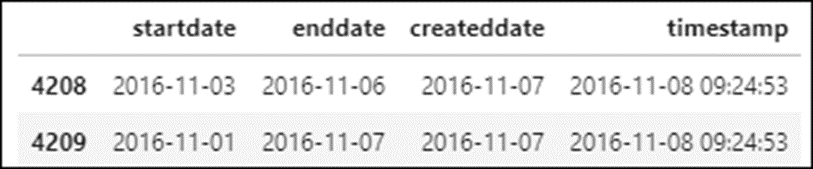 startdate enddate createddate timestamp
4208 2016-11-03 2016-11-06 2016-11-07 2016-11-08 09:24:53
4209 2016-11-01 2016-11-07 2016-11-07 2016-11-08 09:24:53